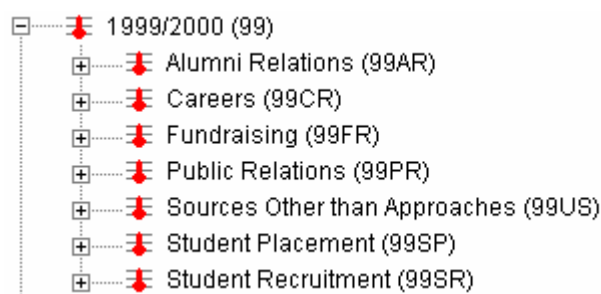 1999/2000 (99)
Alumni Relations (99AR)
Careers (99CR)
Fundraising (99FR)
Public Relations (99PR)
Sources Other than Approaches (99US)
Student Placement (99SP)
Student Recruitment (99SR)